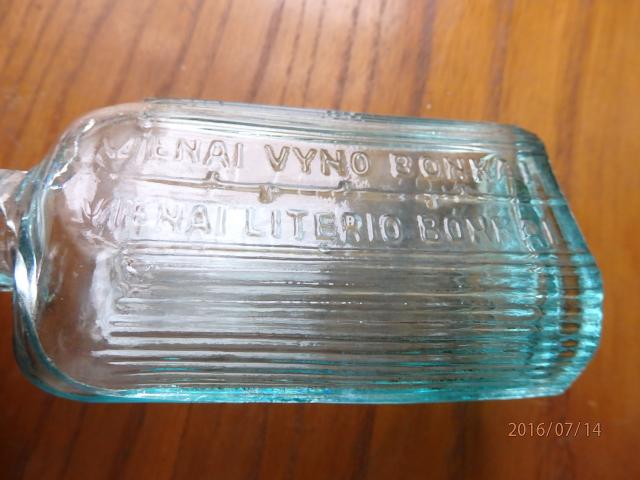 VIENAI VYNO BONKAI
VIENAI LITERIO BONKAI
2016/07/14